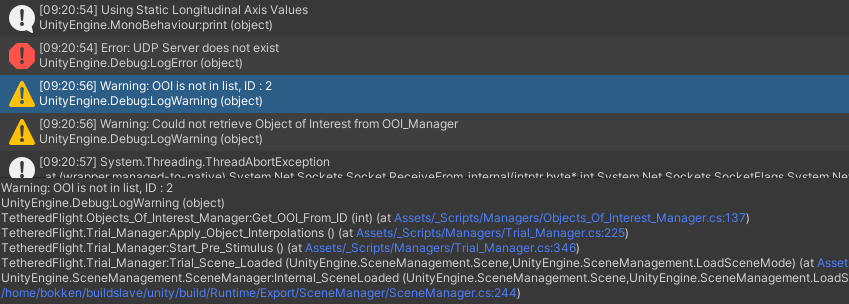 [09:20:54] Using Static Longitudinal Axis Values
UnityEngine.MonoBehaviour:print (object)
[09:20:54] Error: UDP Server does not exist
UnityEngine.Debug:LogError (object)
[09:20:56] Warning: OOI is not in list, ID : 2
UnityEngine.Debug:LogWarning (object)
[09:20:56] Warning: Could not retrieve Object of Interest from OOI_Manager
UnityEngine.Debug:LogWarning (object)
[09:20:57] System.Threading.ThreadAbortException
at (wrapper managed-to-native) System.Net.Sockets.Socket.ReceiveFrom_internal(intptr,byte*,int,System.Net.Sockets.SocketFlags,System.Net
Warning: OOI is not in list, ID : 2
UnityEngine.Debug:LogWarning (object)
TetheredFlight.Objects_Of_Interest_Manager:Get_OOI_From_ID (int) (at Assets/_Scripts/Managers/Objects_Of_Interest_Manager.cs:137)
TetheredFlight.Trial_Manager:Apply_Object_Interpolations () (at Assets/_Scripts/Managers/Trial_Manager.cs:225)
TetheredFlight.Trial_Manager:Start_Pre_Stimulus () (at Assets/_Scripts/Managers/Trial_Manager.cs:346)
TetheredFlight.Trial_Manager:Trial_Scene_Loaded (UnityEngine.SceneManagement.Scene,UnityEngine.SceneManagement.LoadSceneMode) (at Asset
UnityEngine.SceneManagement.SceneManager:Internal_SceneLoaded (UnityEngine.SceneManagement.Scene,UnityEngine.SceneManagement.LoadS
/home/bokken/buildslave/unity/build/Runtime/Export/SceneManager/SceneManager.cs:244)